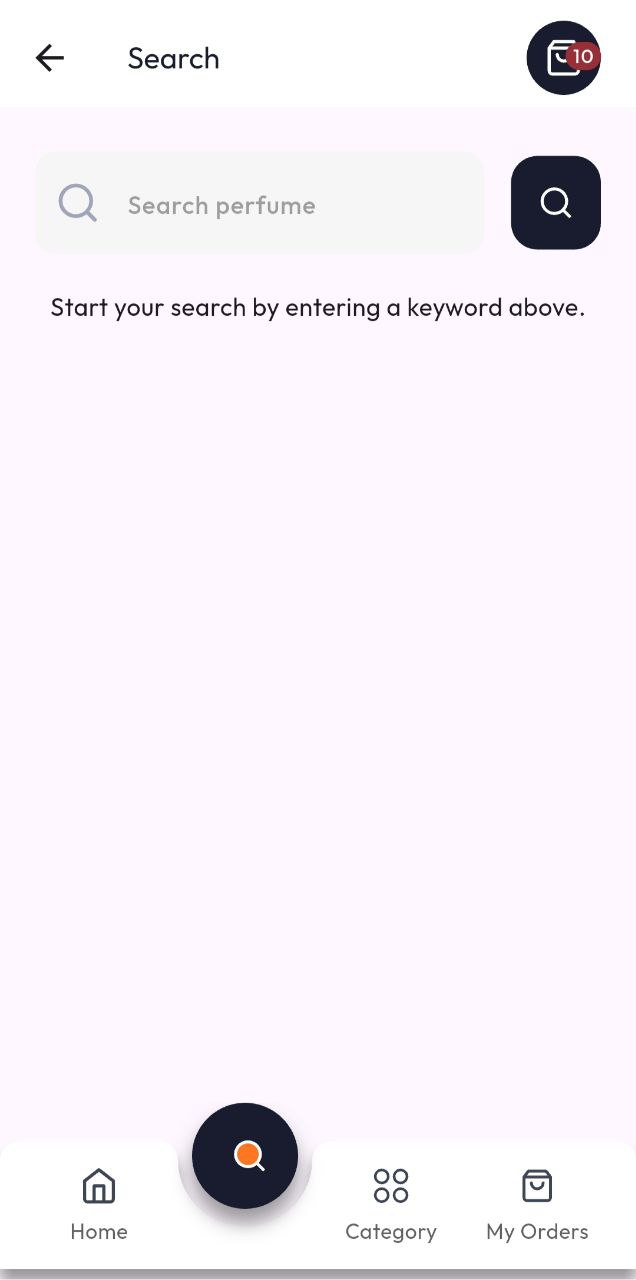 Search
10
Search perfume
Start your search by entering a keyword above.
Home
Category
My Orders